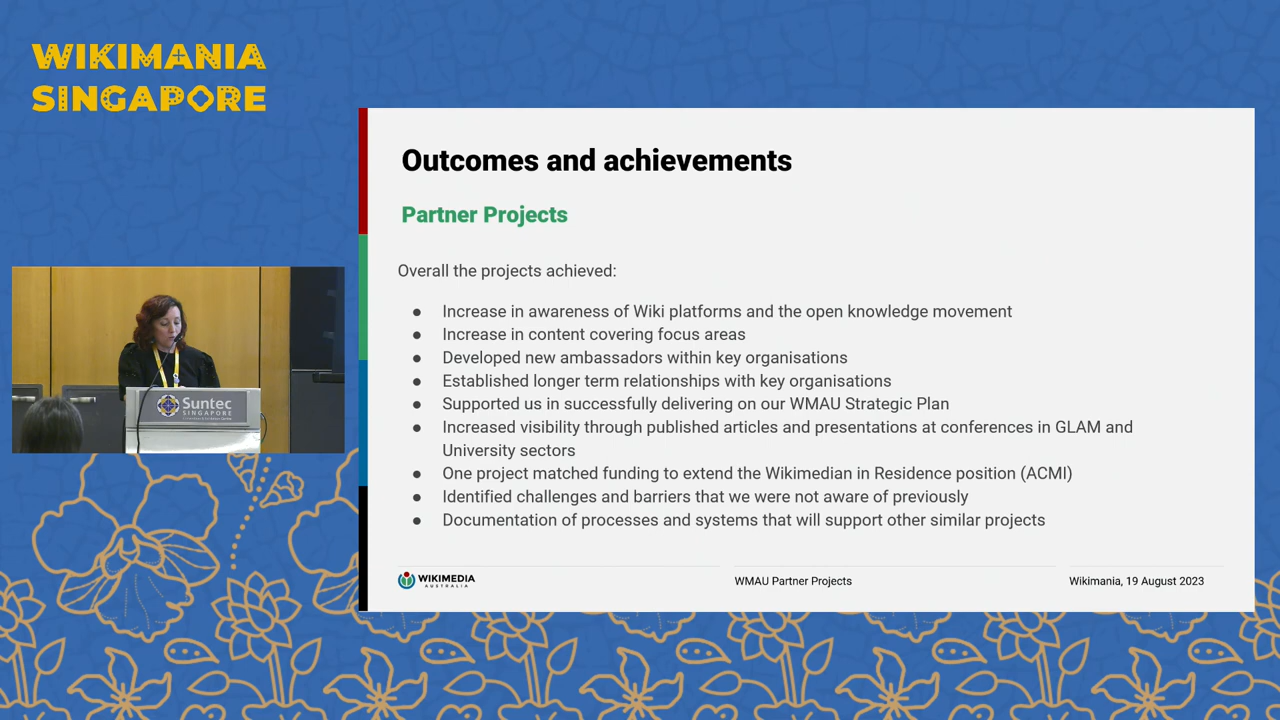 WIKIMANIA
SINGAPORE
Outcomes and achievements
Partner Projects
Overall the projects achieved:
● Increase in awareness of Wiki platforms and the open knowledge movement
● Increase in content covering focus areas
● Developed new ambassadors within key organisations
● Established longer term relationships with key organisations
● Supported us in successfully delivering on our WMAU Strategic Plan
● Increased visibility through published articles and presentations at conferences in GLAM and
University sectors
● One project matched funding to extend the Wikimedian in Residence position (ACMI)
● Identified challenges and barriers that we were not aware of previously
● Documentation of processes and systems that will support other similar projects
WIKIMEDIA
AUSTRALIA
WMAU Partner Projects
Wikimania, 19 August 2023
Suntec
SINGAPORE